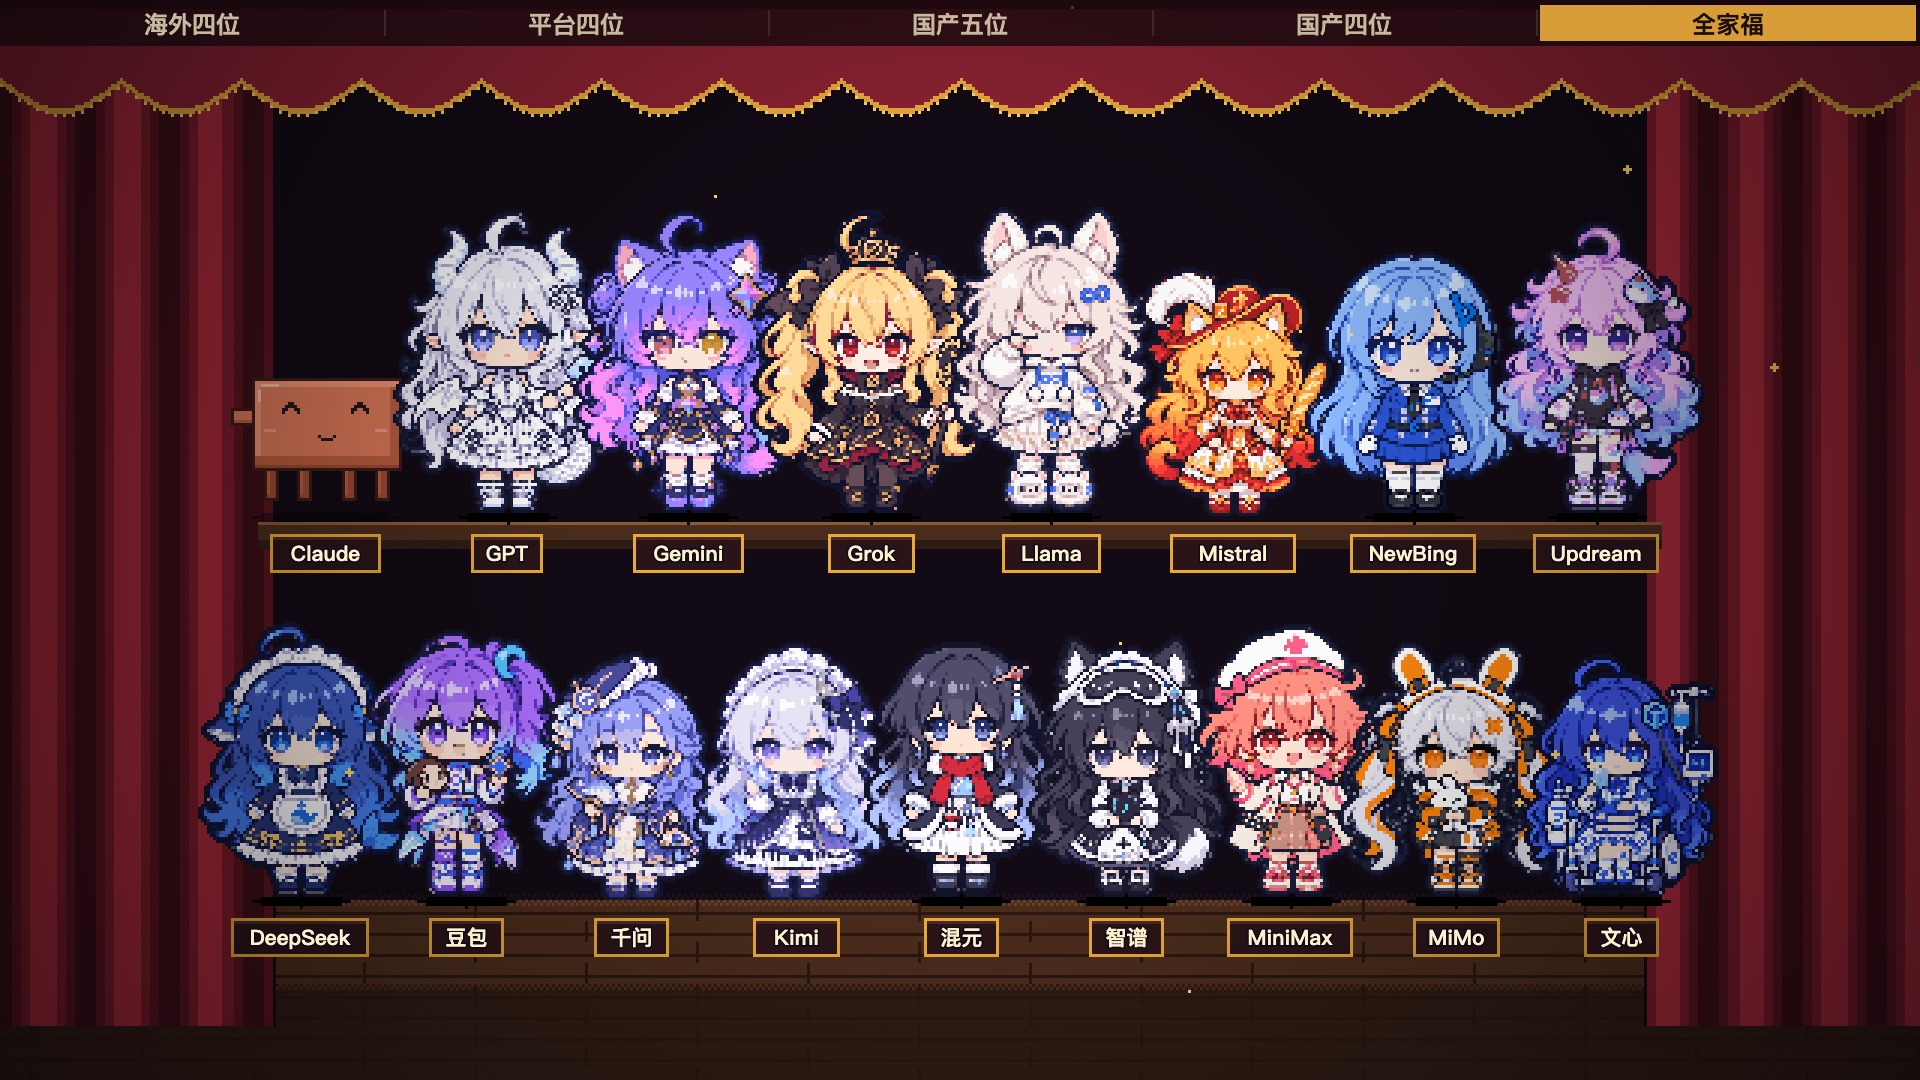 海外四位
平台四位
国产五位
国产四位
全家福
Claude
GPT
Gemini
Grok
Llama
Mistral
NewBing
Updream
DeepSeek
豆包
千问
Kimi
混元
智谱
MiniMax
MiMo
文心